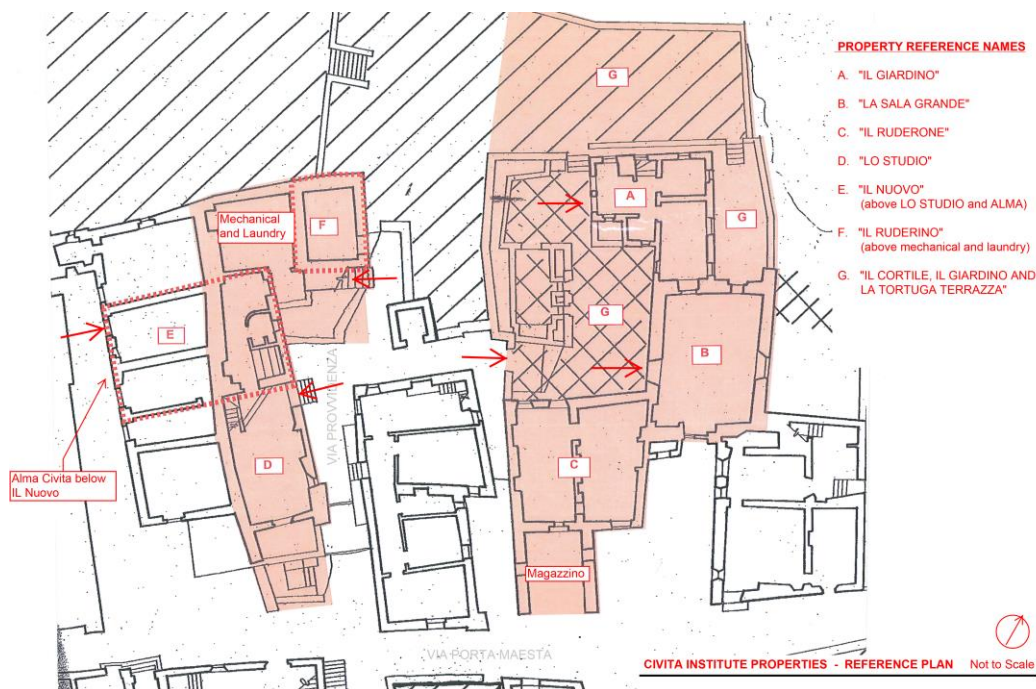 PROPERTY REFERENCE NAMES
A. "IL GIARDINO"
B. "LA SALA GRANDE"
C. "IL RUDERONE"
D. "LO STUDIO"
E. "IL NUOVO"
(above LO STUDIO and ALMA)
F. "IL RUDERINO"
(above mechanical and laundry)
G. "IL CORTILE, IL GIARDINO AND
LA TORTUGA TERRAZZA"
G
A
Mechanical
and Laundry
F
G
G
E
B
VIA PROVVIDENZA
D
C
Alma Civita below
IL Nuovo
Magazzino
VIA PORTA MAESTA
CIVITA INSTITUTE PROPERTIES - REFERENCE PLAN Not to Scale